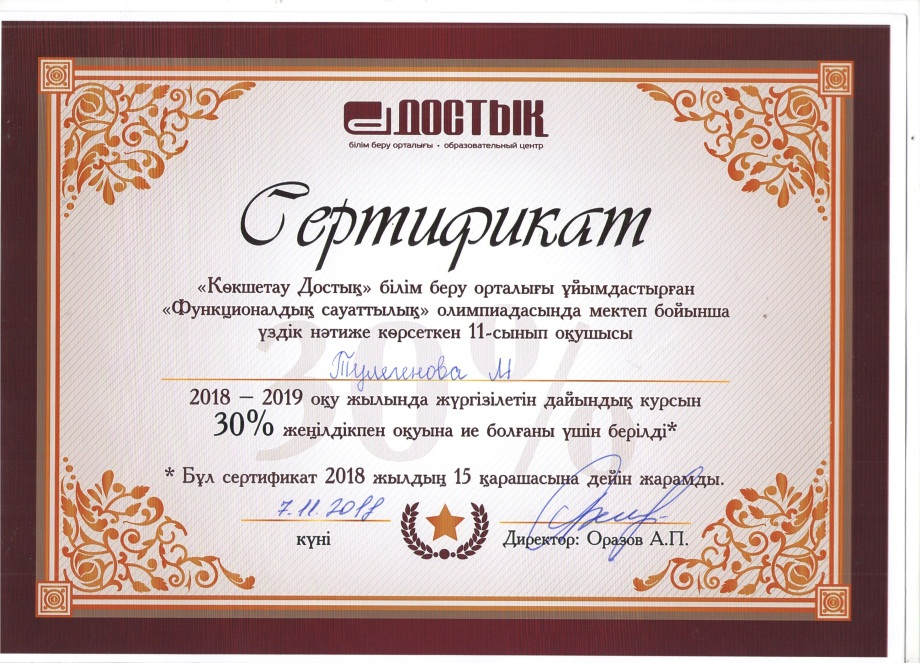 ДОСТЫҚ
білім беру орталығы • образовательный центр
Сертификат
«Көкшетау Достық» білім беру орталығы ұйымдастырған
«Функционалдық сауаттылық» олимпиадасында мектеп бойынша
үздік нәтиже көрсеткен 11-сынып оқушысы
30%
Тулегенова М
2018 – 2019 оқу жылында жүргізілетін дайындық курсын
30% жеңілдікпен оқуына ие болғаны үшін берілді*
* Бұл сертификат 2018 жылдың 15 қарашасына дейін жарамды.
7.11.2018
күні
Директор: Оразов А.П.